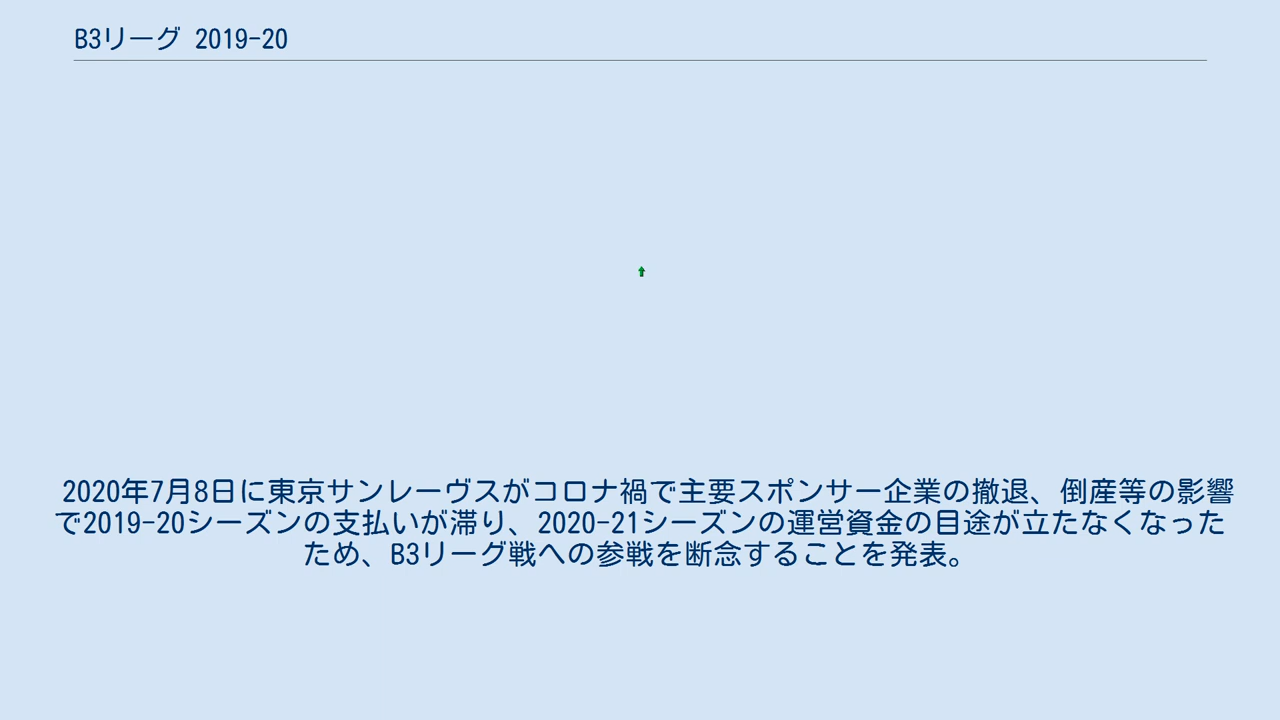 B3リーグ 2019-20
2020年7月8日に東京サンレーヴスがコロナ禍で主要スポンサー企業の撤退、倒産等の影響
で2019-20シーズンの支払いが滞り、2020-21シーズンの運営資金の目途が立たなくなった
ため、B3リーグ戦への参戦を断念することを発表。